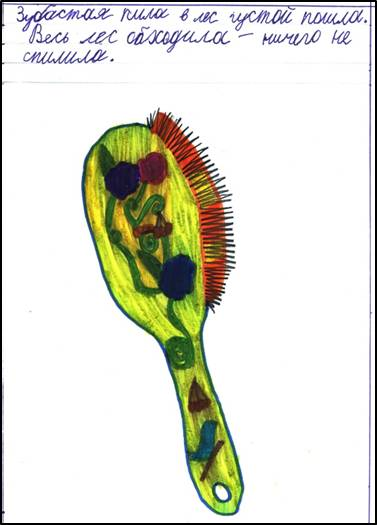 Зубастая пила в лес густой пошла.
Весь лес обходила – ничего не
спилила.